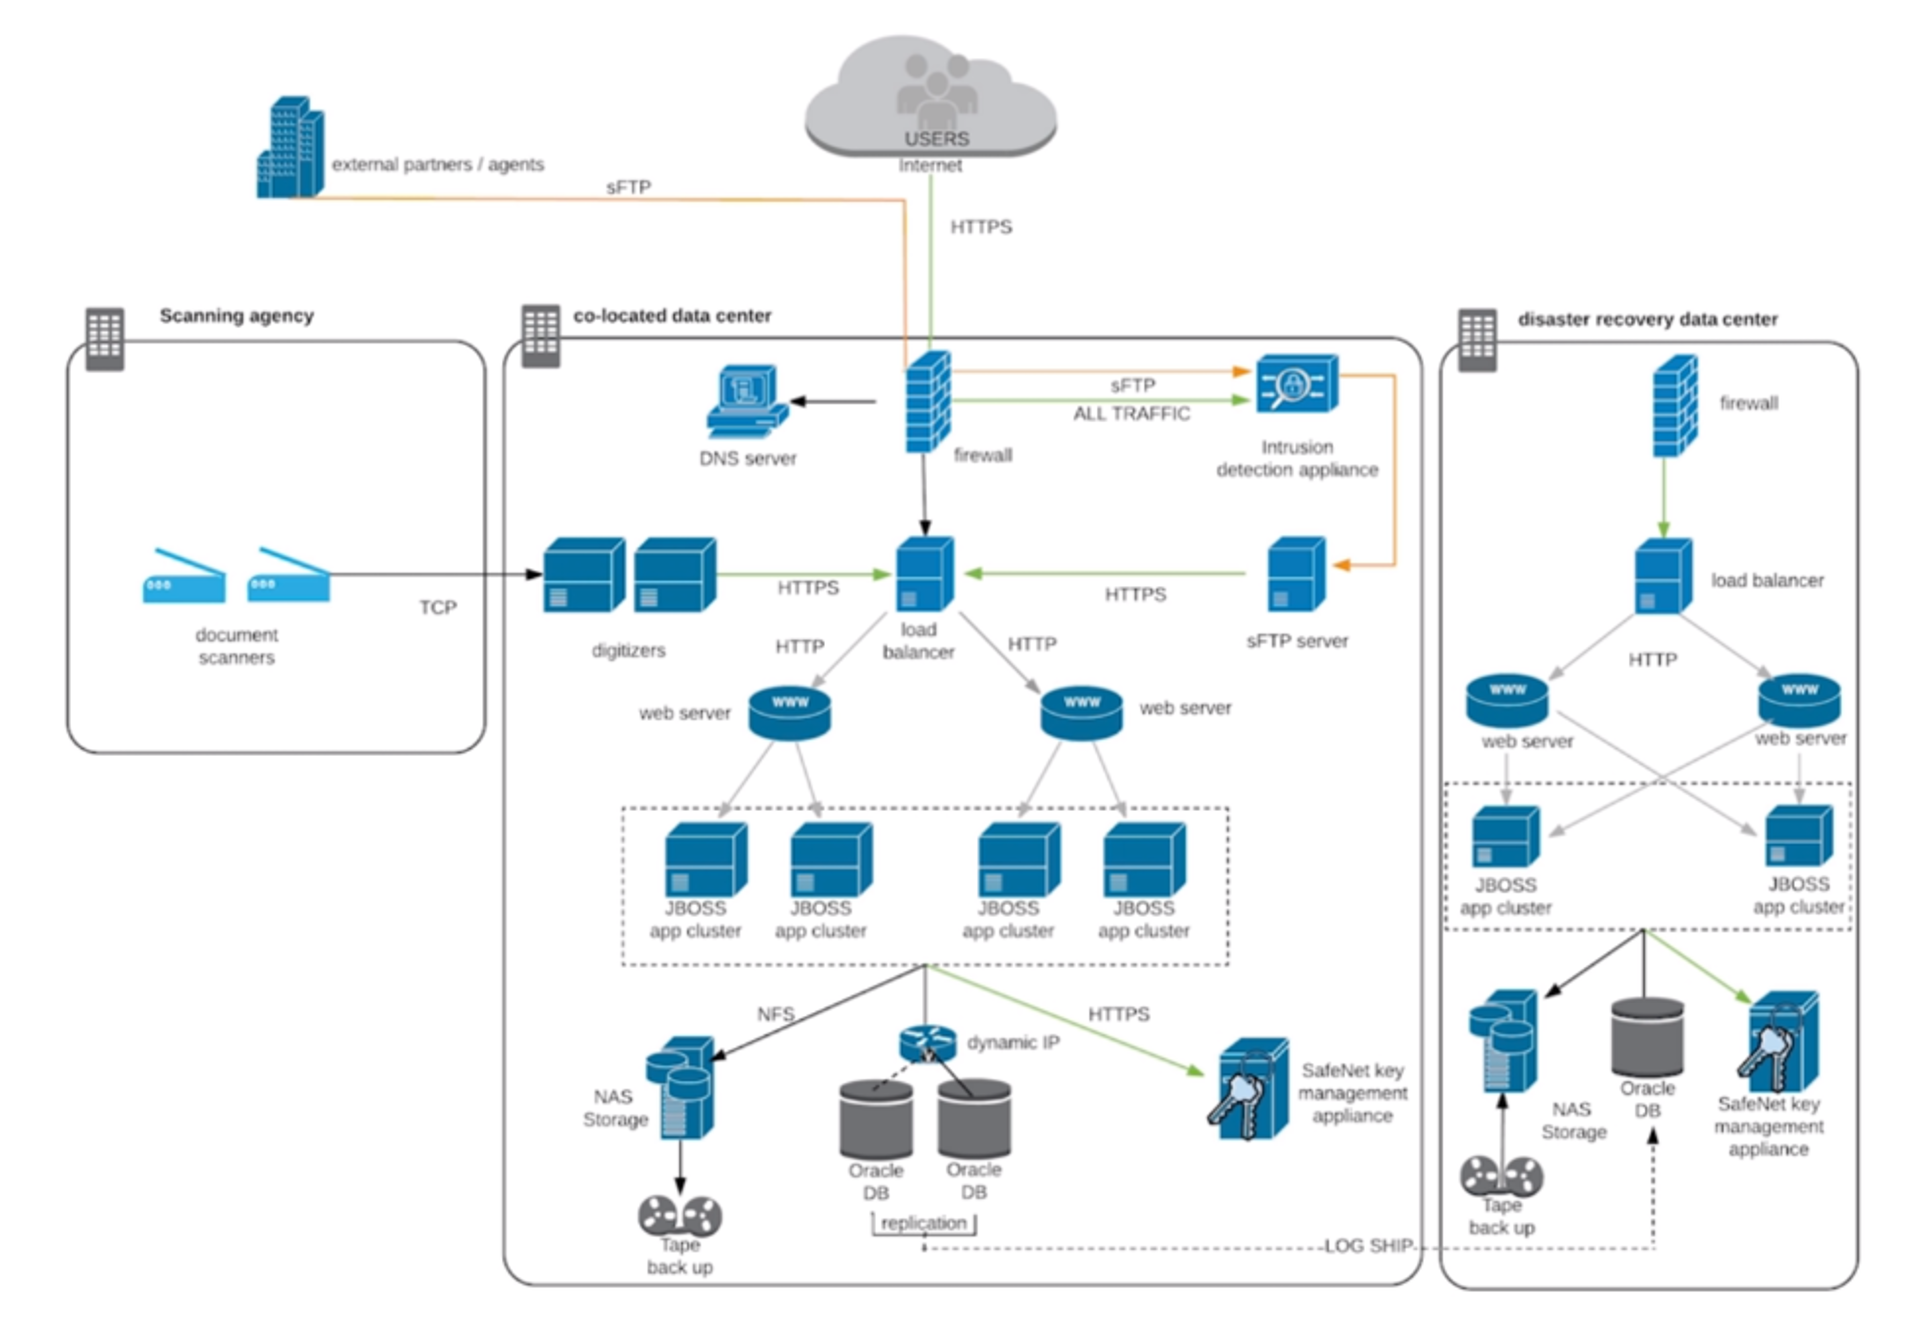 USERS
Internet
external partners / agents
sFTP
HTTPS
Scanning agency
co-located data center
disaster recovery data center
sFTP
ALL TRAFFIC
DNS server
firewall
Intrusion
detection appliance
firewall
TCP
document
scanners
digitizers
HTTPS
load
balancer
HTTPS
sFTP server
load balancer
HTTP
HTTP
HTTP
WWW
web server
WWW
web server
WWW
web server
WWW
web server
JBOSS
app cluster
JBOSS
app cluster
JBOSS
app cluster
JBOSS
app cluster
JBOSS
app cluster
JBOSS
app cluster
NFS
dynamic IP
HTTPS
NAS
Storage
SafeNet key
management
appliance
Oracle
DB
Oracle
DB
replication
Tape
back up
LOG SHIP
NAS
Storage
Oracle
DB
SafeNet key
management
appliance
Tape
back up